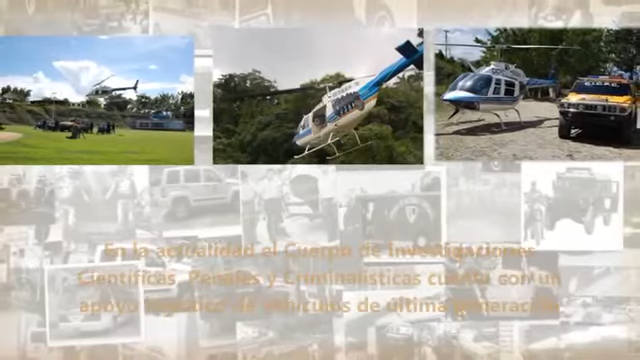 C.I.C.P.C.
En la actualidad el Cuerpo de Investigaciones
Científicas Penales y Criminalísticas cuenta con un
apoyo de vehículos de última generación